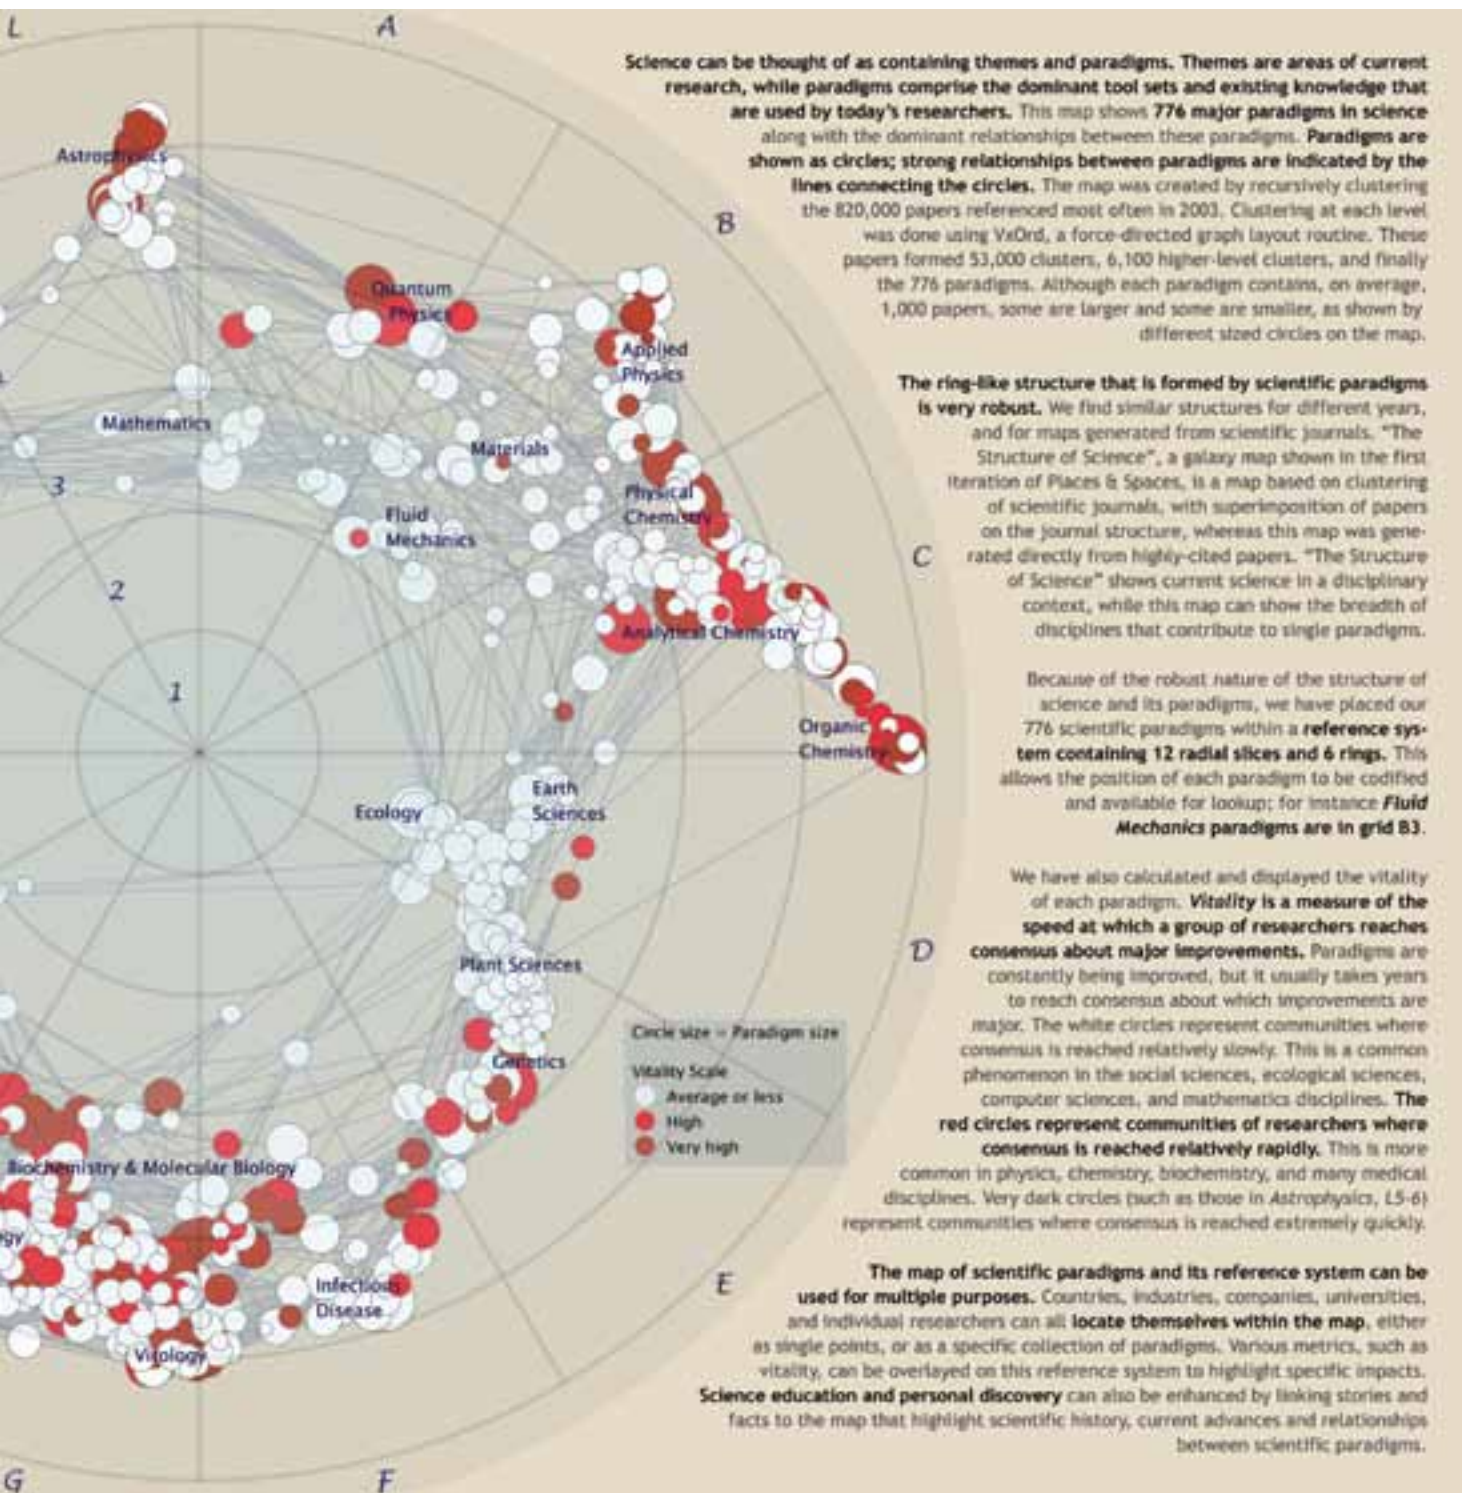 L
A
Astrophysics
B
Quantum
Physics
Applied
Physics
Mathematics
Materials
3
Physical
Chemistry
Fluid
Mechanics
C
2
Analytical Chemistry
1
Organic
Chemistry
Earth
Sciences
Ecology
D
Plant Sciences
Genetics
Circle size = Paradigm size
Vitality Scale
Average or less
High
Very high
Biochemistry & Molecular Biology
gy
E
Infectious
Disease
Virology
G
F
Science can be thought of as containing themes and paradigms. Themes are areas of current
research, while paradigms comprise the dominant tool sets and existing knowledge that
are used by today's researchers. This map shows 776 major paradigms in science
along with the dominant relationships between these paradigms. Paradigms are
shown as circles; strong relationships between paradigms are indicated by the
lines connecting the circles. The map was created by recursively clustering
the 820,000 papers referenced most often in 2003. Clustering at each level
was done using VxOrd, a force-directed graph layout routine. These
papers formed 53,000 clusters, 6,100 higher-level clusters, and finally
the 776 paradigms. Although each paradigm contains, on average,
1,000 papers, some are larger and some are smaller, as shown by
different sized circles on the map.
The ring-like structure that is formed by scientific paradigms
is very robust. We find similar structures for different years,
and for maps generated from scientific journals. "The
Structure of Science", a galaxy map shown in the first
iteration of Places & Spaces, is a map based on clustering
of scientific journals, with superimposition of papers
on the journal structure, whereas this map was gene-
rated directly from highly-cited papers. "The Structure
of Science" shows current science in a disciplinary
context, while this map can show the breadth of
disciplines that contribute to single paradigms.
Because of the robust nature of the structure of
science and its paradigms, we have placed our
776 scientific paradigms within a reference sys-
tem containing 12 radial slices and 6 rings. This
allows the position of each paradigm to be codified
and available for lookup; for instance Fluid
Mechanics paradigms are in grid B3.
We have also calculated and displayed the vitality
of each paradigm. Vitality is a measure of the
speed at which a group of researchers reaches
consensus about major improvements. Paradigms are
constantly being improved, but it usually takes years
to reach consensus about which improvements are
major. The white circles represent communities where
consensus is reached relatively slowly. This is a common
phenomenon in the social sciences, ecological sciences,
computer sciences, and mathematics disciplines. The
red circles represent communities of researchers where
consensus is reached relatively rapidly. This is more
common in physics, chemistry, biochemistry, and many medical
disciplines. Very dark circles (such as those in Astrophysics, L5-6)
represent communities where consensus is reached extremely quickly.
The map of scientific paradigms and its reference system can be
used for multiple purposes. Countries, industries, companies, universities,
and individual researchers can all locate themselves within the map, either
as single points, or as a specific collection of paradigms. Various metrics, such as
vitality, can be overlayed on this reference system to highlight specific impacts.
Science education and personal discovery can also be enhanced by linking stories and
facts to the map that highlight scientific history, current advances and relationships
between scientific paradigms.